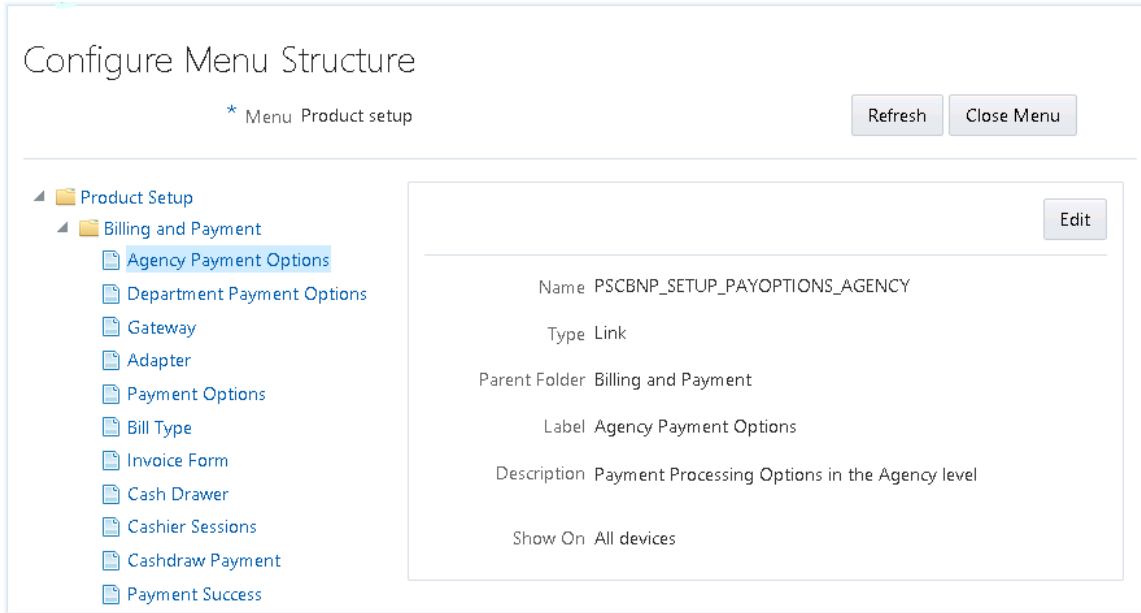 Configure Menu Structure
* Menu Product setup
Refresh
Close Menu
Product Setup
Billing and Payment
Agency Payment Options
Department Payment Options
Gateway
Adapter
Payment Options
Bill Type
Invoice Form
Cash Drawer
Cashier Sessions
Cashdraw Payment
Payment Success
Edit
Name PSCBNP_SETUP_PAYOPTIONS_AGENCY
Type Link
Parent Folder Billing and Payment
Label Agency Payment Options
Description Payment Processing Options in the Agency level
Show On All devices